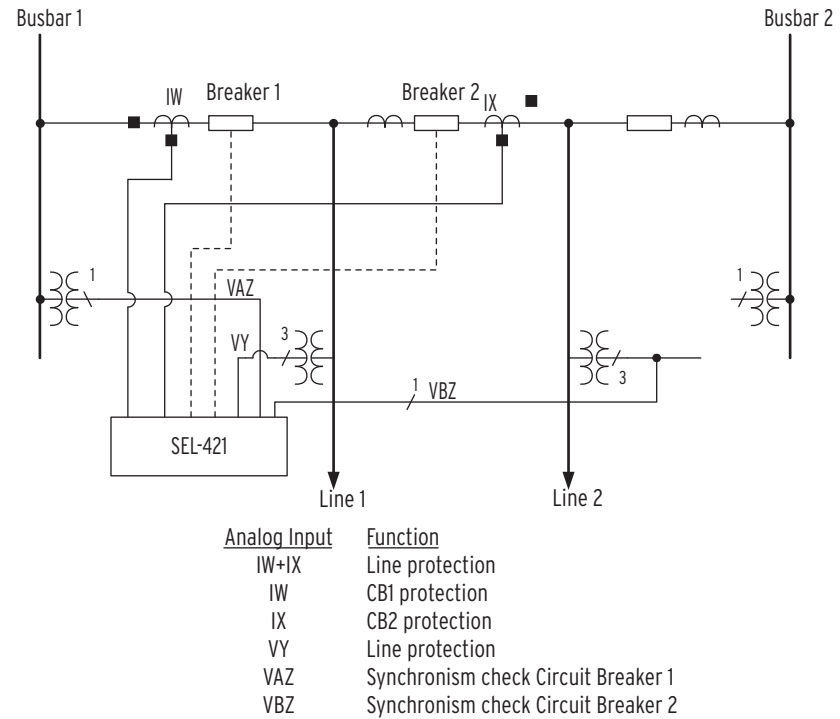 Busbar 1
Busbar 2
IW
Breaker 1
Breaker 2
IX
1
VAZ
1
3
VY
3
1
VBZ
SEL-421
Line 1
Line 2
Analog Input Function
IW+IX Line protection
IW CB1 protection
IX CB2 protection
VY Line protection
VAZ Synchronism check Circuit Breaker 1
VBZ Synchronism check Circuit Breaker 2